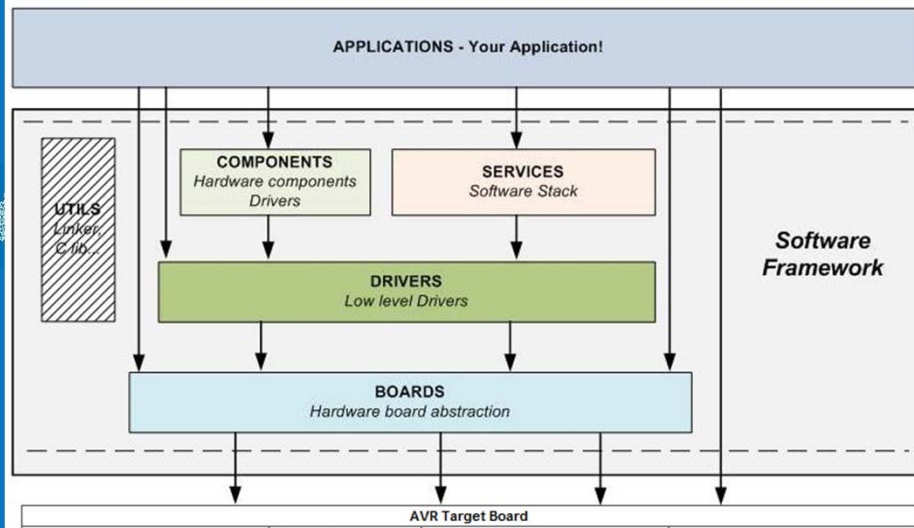 APPLICATIONS - Your Application!
COMPONENTS
Hardware components
Drivers
SERVICES
Software Stack
UTILS
Linker,
C lib...
Software
Framework
DRIVERS
Low level Drivers
BOARDS
Hardware board abstraction
AVR Target Board